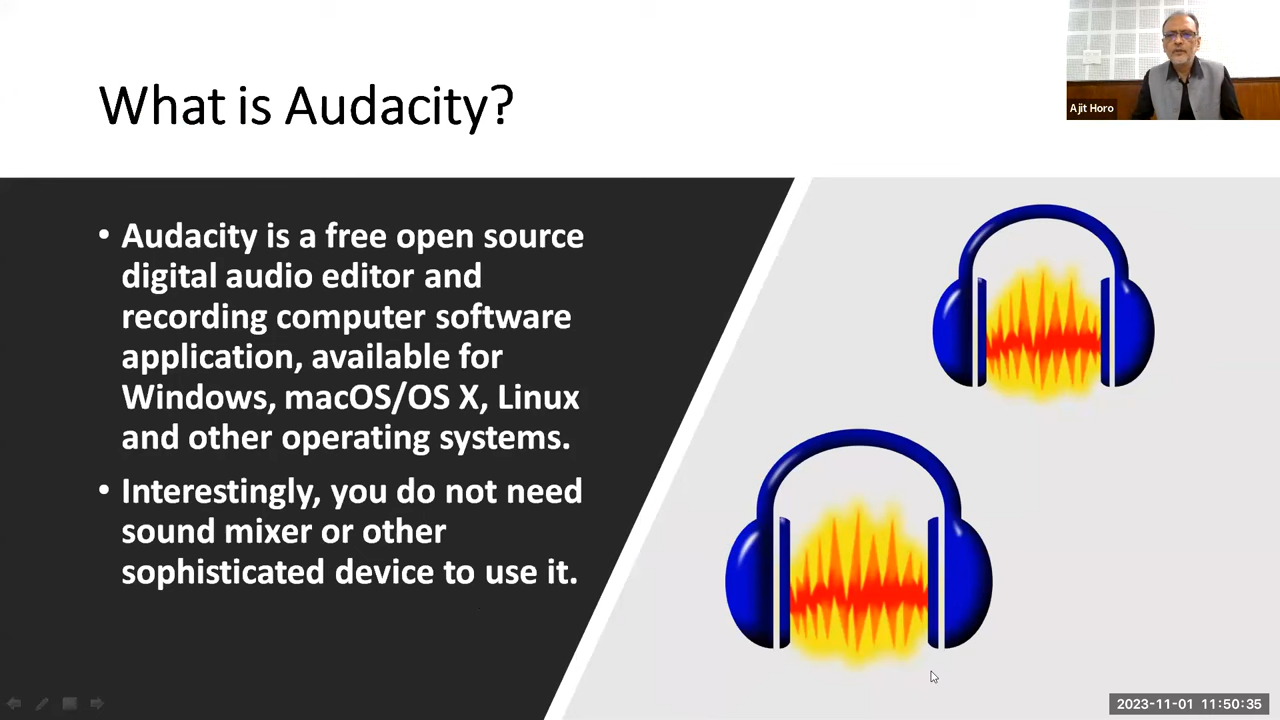 What is Audacity?
Ajit Horo
• Audacity is a free open source
digital audio editor and
recording computer software
application, available for
Windows, macOS/OS X, Linux
and other operating systems.
• Interestingly, you do not need
sound mixer or other
sophisticated device to use it.
2023-11-01 11:50:35